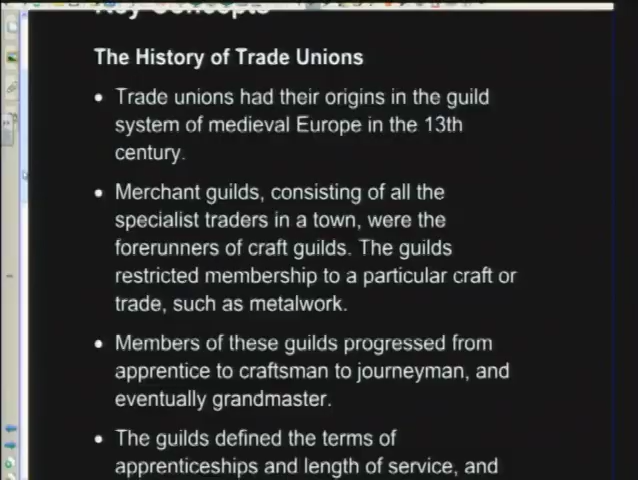 Key Concepts
The History of Trade Unions
• Trade unions had their origins in the guild
system of medieval Europe in the 13th
century.
• Merchant guilds, consisting of all the
specialist traders in a town, were the
forerunners of craft guilds. The guilds
restricted membership to a particular craft or
trade, such as metalwork.
• Members of these guilds progressed from
apprentice to craftsman to journeyman, and
eventually grandmaster.
• The guilds defined the terms of
apprenticeships and length of service, and